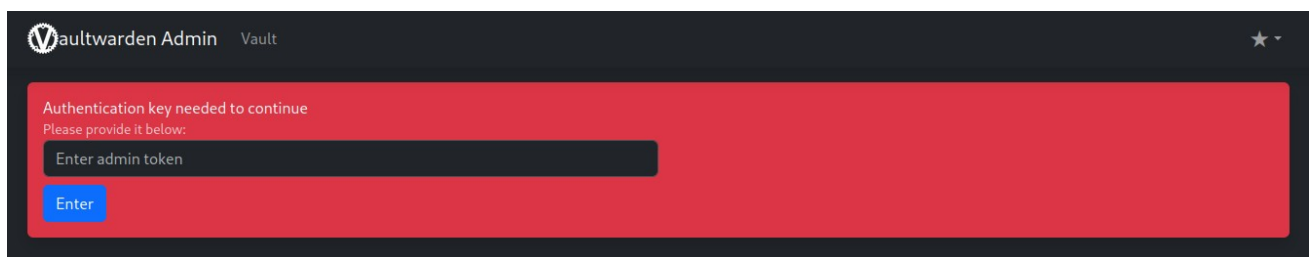 Vaultwarden Admin Vault
Authentication key needed to continue
Please provide it below:
Enter admin token
Enter